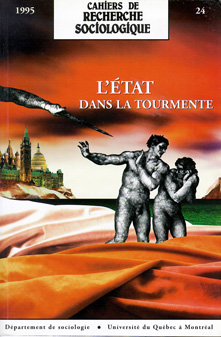 1995
CAHIERS DE
RECHERCHE
SOCIOLOGIQUE
24
L'ÉTAT
DANS LA TOURMENTE
Département de sociologie • Université du Québec à Montréal